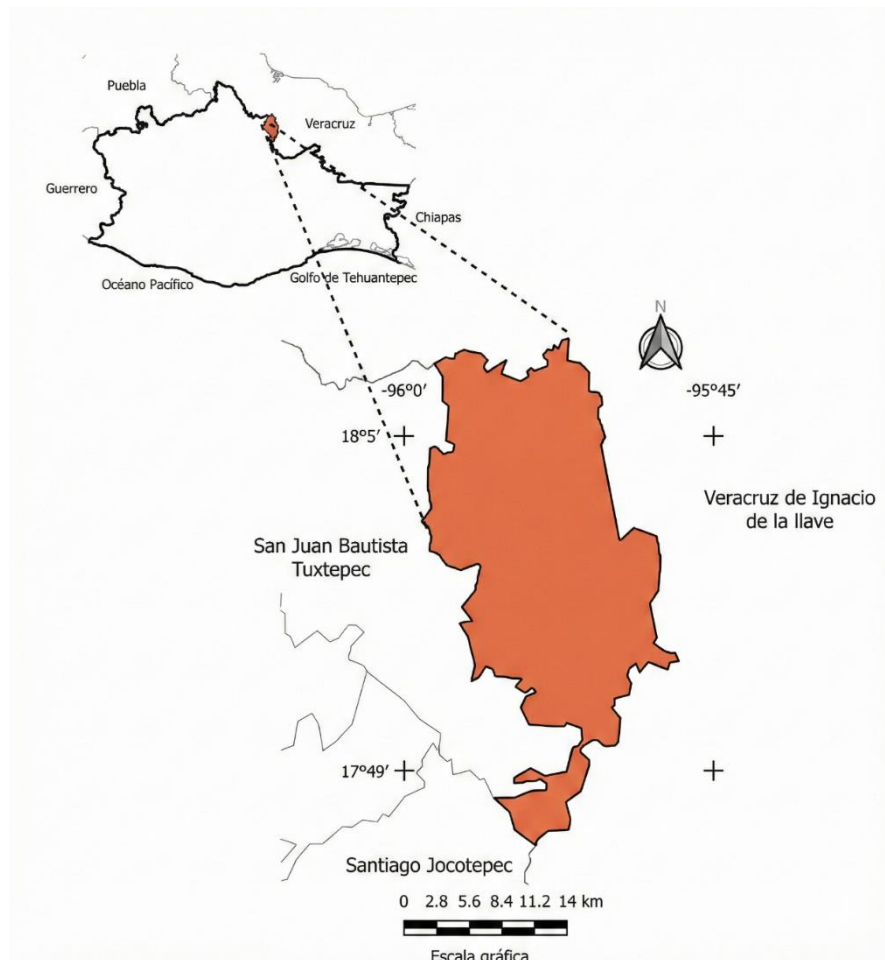 Puebla
Veracruz
Guerrero
Chiapas
Océano Pacífico
Golfo de Tehuantepec
N
-96º0′
-95º45′
18º5′
Veracruz de Ignacio
de la llave
San Juan Bautista
Tuxtepec
17º49′
Santiago Jocotepec
0 2.8 5.6 8.4 11.2 14 km
Escala gráfica